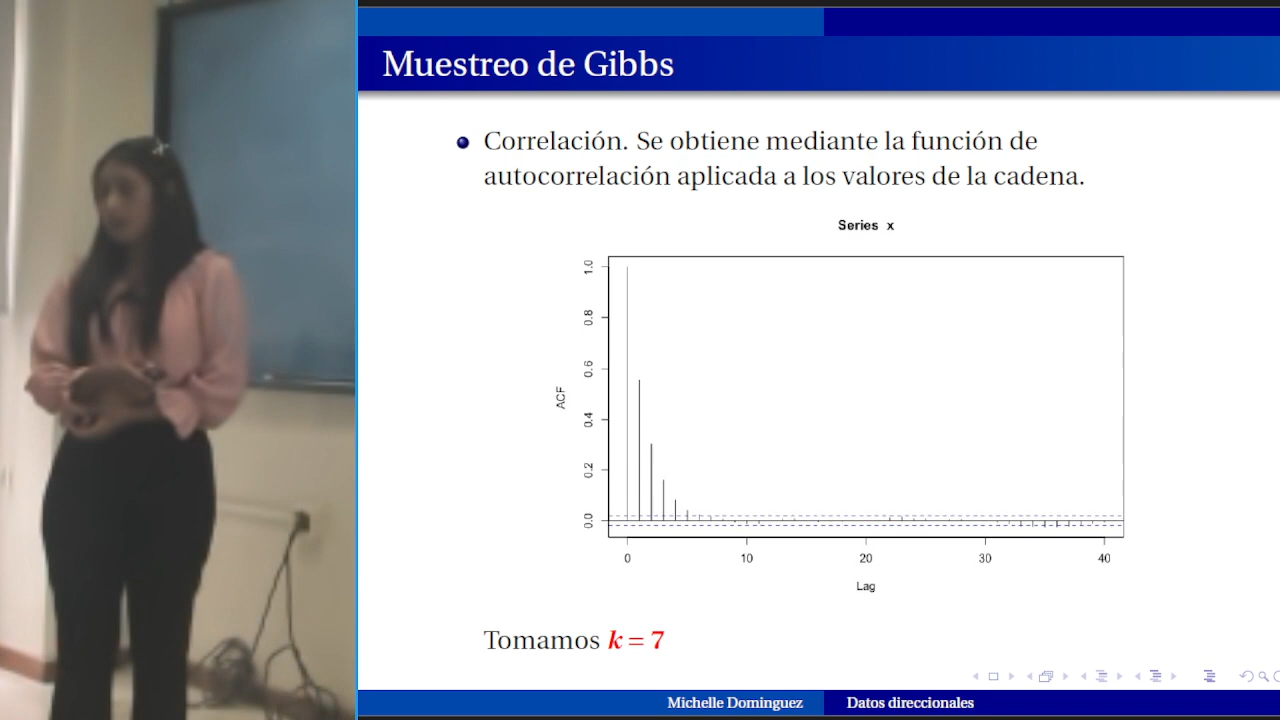 Muestreo de Gibbs
Correlación. Se obtiene mediante la función de
autocorrelación aplicada a los valores de la cadena.
Series x
ACF
1.0
0.8
0.6
0.4
0.2
0.0
0 10 20 30 40
Lag
Tomamos k = 7
Michelle Dominguez Datos direccionales